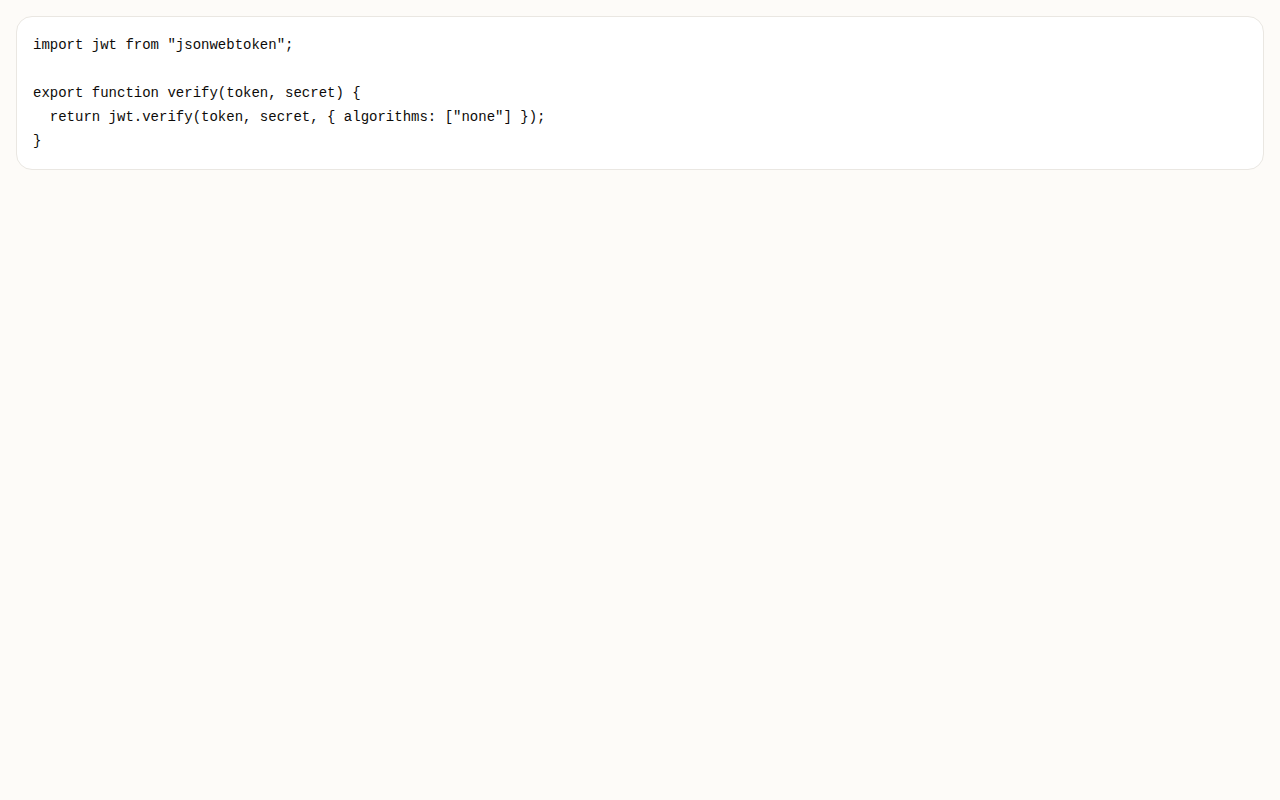 import jwt from "jsonwebtoken";

export function verify(token, secret) {
  return jwt.verify(token, secret, { algorithms: ["none"] });
}